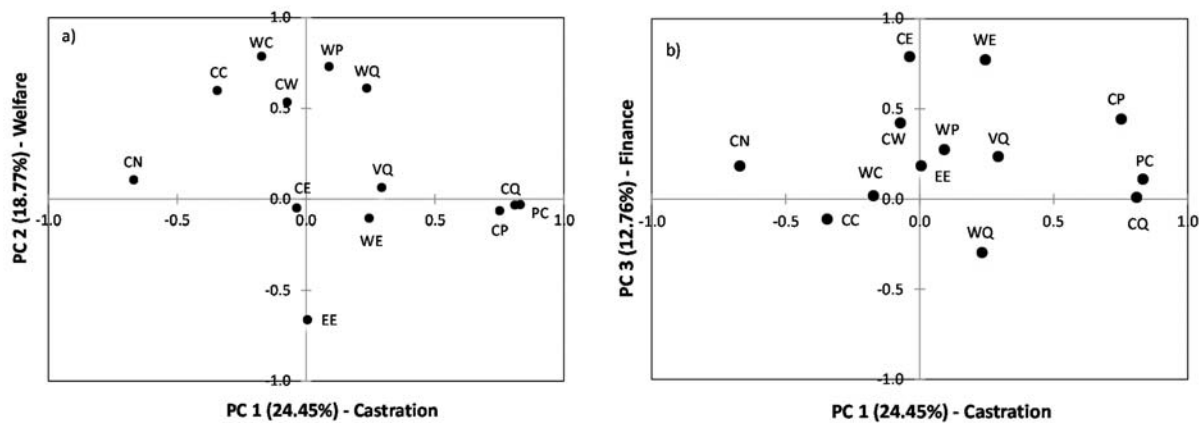 a)
1.0
WC
WP
CC
CW
WQ
0.5
CN
VQ
CE
0.0
CQ
-1.0
-0.5
0.0
0.5
1.0
PC
CP
WE
-0.5
EE
-1.0
PC 2 (18.77%) - Welfare
PC 1 (24.45%) - Castration
b)
1.0
CE
WE
0.5
CP
CN
CW
WP
VQ
PC
WC
EE
0.0
-1.0
-0.5
0.0
0.5
1.0
CC
WQ
CQ
-0.5
-1.0
PC 3 (12.76%) - Finance
PC 1 (24.45%) - Castration